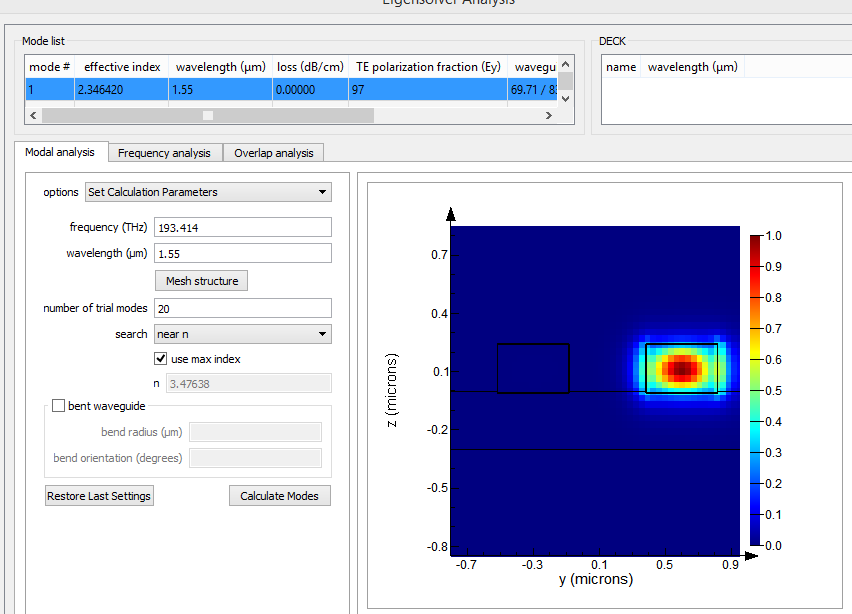 Eigensolver Analysis
Mode list
mode # effective index wavelength (μm) loss (dB/cm) TE polarization fraction (Ey) wavegu
1 2.346420 1.55 0.00000 97 69.71 / 8
DECK
name wavelength (μm)
Modal analysis Frequency analysis Overlap analysis
options Set Calculation Parameters
frequency (THz) 193.414
wavelength (μm) 1.55
Mesh structure
number of trial modes 20
search near n
use max index
n 3.47638
bent waveguide
bend radius (μm)
bend orientation (degrees)
Restore Last Settings Calculate Modes
0.7
0.4
0.1
-0.2
-0.5
-0.8
z (microns)
-0.7 -0.3 0.1 0.5 0.9
y (microns)
1.0
0.9
0.8
0.7
0.6
0.5
0.4
0.3
0.2
0.1
0.0